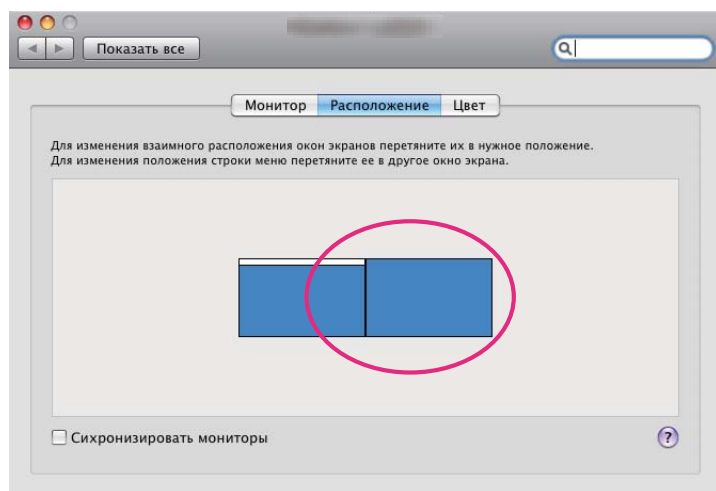 Показать все
Монитор Расположение Цвет
Для изменения взаимного расположения окон экранов перетяните их в нужное положение.
Для изменения положения строки меню перетяните ее в другое окно экрана.
Сихронизировать мониторы
?